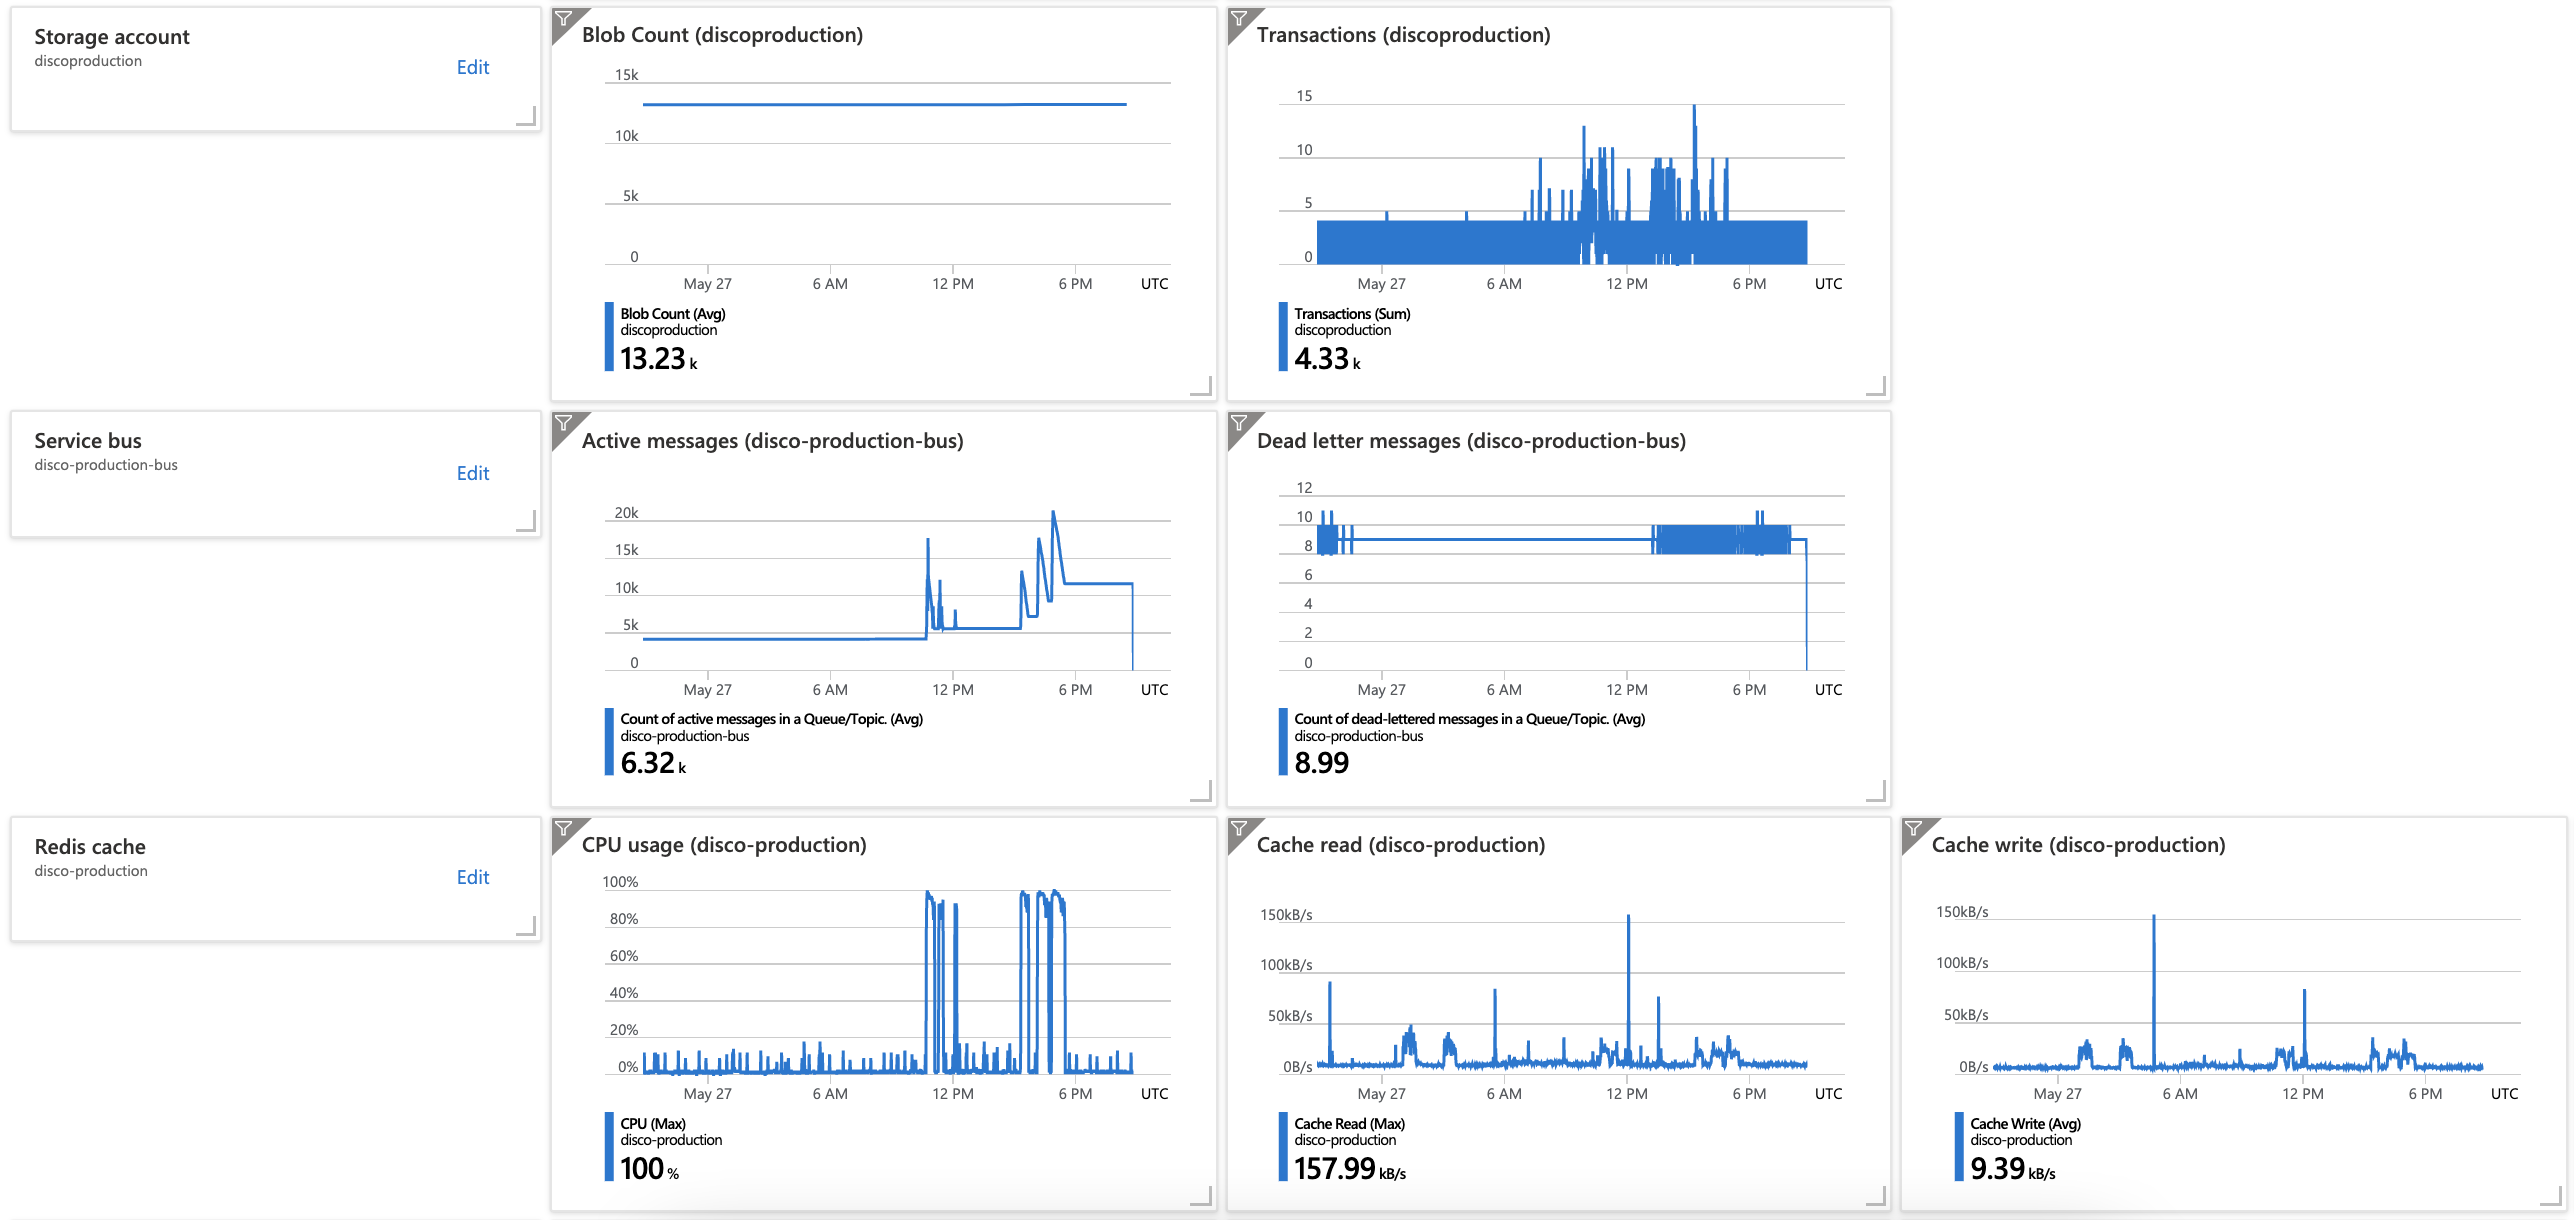 Storage account
discoproduction
Edit
Blob Count (discoproduction)
15k
10k
5k
0
May 27 6 AM 12 PM 6 PM UTC
Blob Count (Avg)
discoproduction
13.23 k
Transactions (discoproduction)
15
10
5
0
May 27 6 AM 12 PM 6 PM UTC
Transactions (Sum)
discoproduction
4.33 k
Service bus
disco-production-bus
Edit
Active messages (disco-production-bus)
20k
15k
10k
5k
0
May 27 6 AM 12 PM 6 PM UTC
Count of active messages in a Queue/Topic. (Avg)
disco-production-bus
6.32 k
Dead letter messages (disco-production-bus)
12
10
8
6
4
2
0
May 27 6 AM 12 PM 6 PM UTC
Count of dead-lettered messages in a Queue/Topic. (Avg)
disco-production-bus
8.99
Redis cache
disco-production
Edit
CPU usage (disco-production)
100%
80%
60%
40%
20%
0%
May 27 6 AM 12 PM 6 PM UTC
CPU (Max)
disco-production
100 %
Cache read (disco-production)
150kB/s
100kB/s
50kB/s
0B/s
May 27 6 AM 12 PM 6 PM UTC
Cache Read (Max)
disco-production
157.99 kB/s
Cache write (disco-production)
150kB/s
100kB/s
50kB/s
0B/s
May 27 6 AM 12 PM 6 PM UTC
Cache Write (Avg)
disco-production
9.39 kB/s